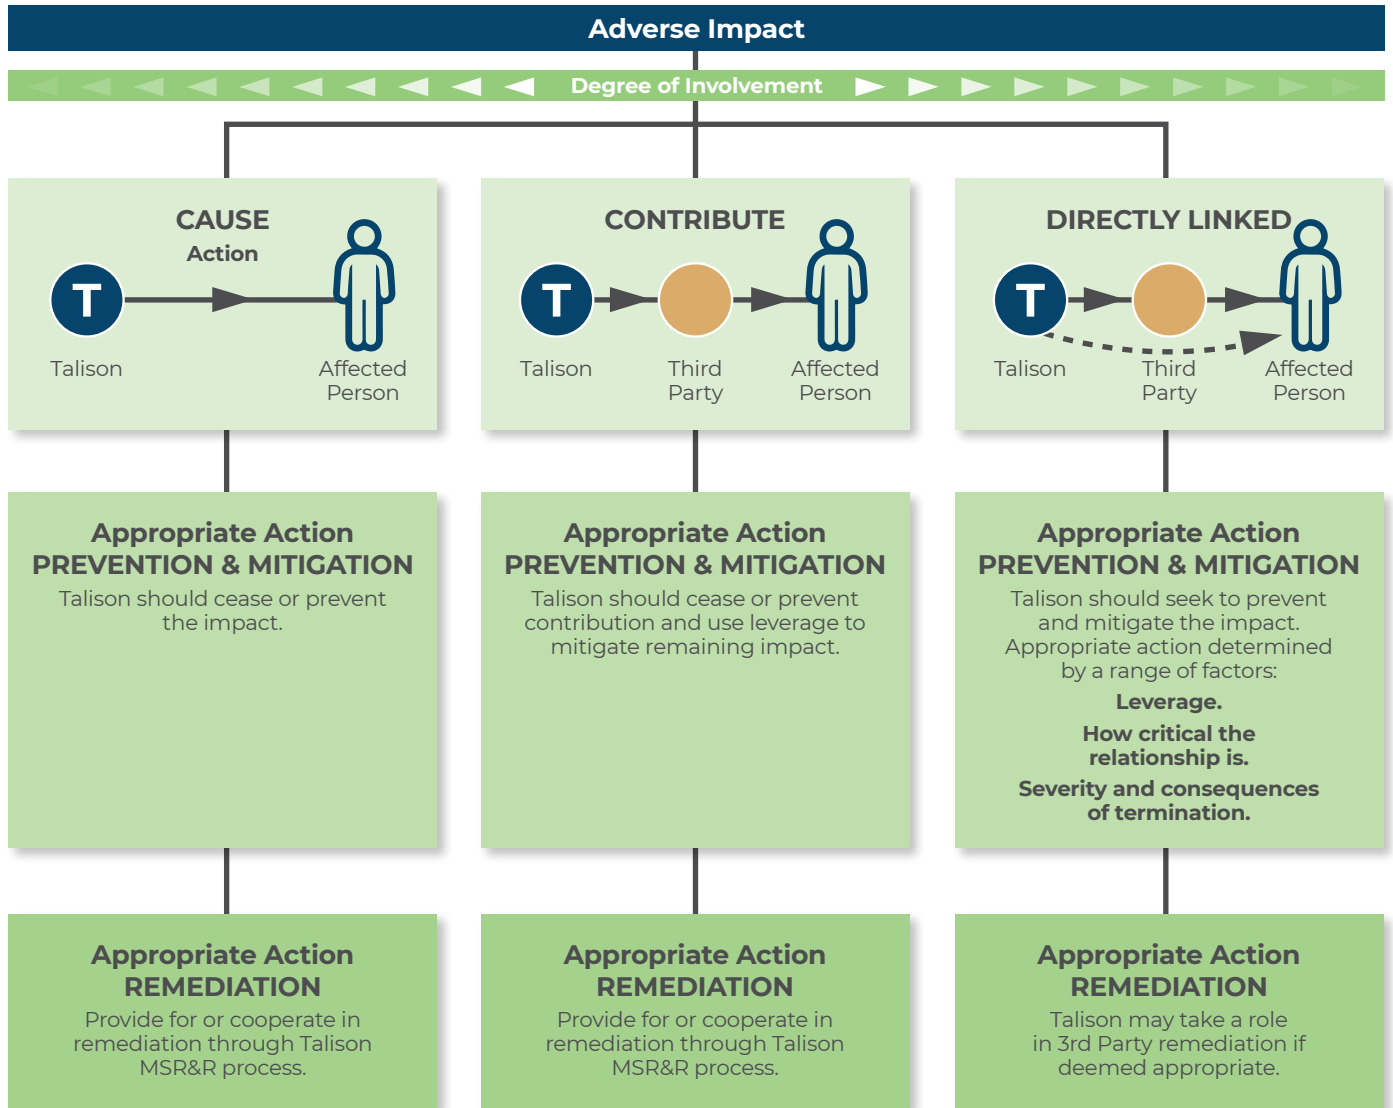 Adverse Impact
Degree of Involvement
CAUSE
Action
T
Talison
Affected
Person
CONTRIBUTE
T
Talison
Third
Party
Affected
Person
DIRECTLY LINKED
T
Talison
Third
Party
Affected
Person
Appropriate Action
PREVENTION & MITIGATION
Talison should cease or prevent
the impact.
Appropriate Action
PREVENTION & MITIGATION
Talison should cease or prevent
contribution and use leverage to
mitigate remaining impact.
Appropriate Action
PREVENTION & MITIGATION
Talison should seek to prevent
and mitigate the impact.
Appropriate action determined
by a range of factors:
Leverage.
How critical the
relationship is.
Severity and consequences
of termination.
Appropriate Action
REMEDIATION
Provide for or cooperate in
remediation through Talison
MSR&R process.
Appropriate Action
REMEDIATION
Provide for or cooperate in
remediation through Talison
MSR&R process.
Appropriate Action
REMEDIATION
Talison may take a role
in 3rd Party remediation if
deemed appropriate.